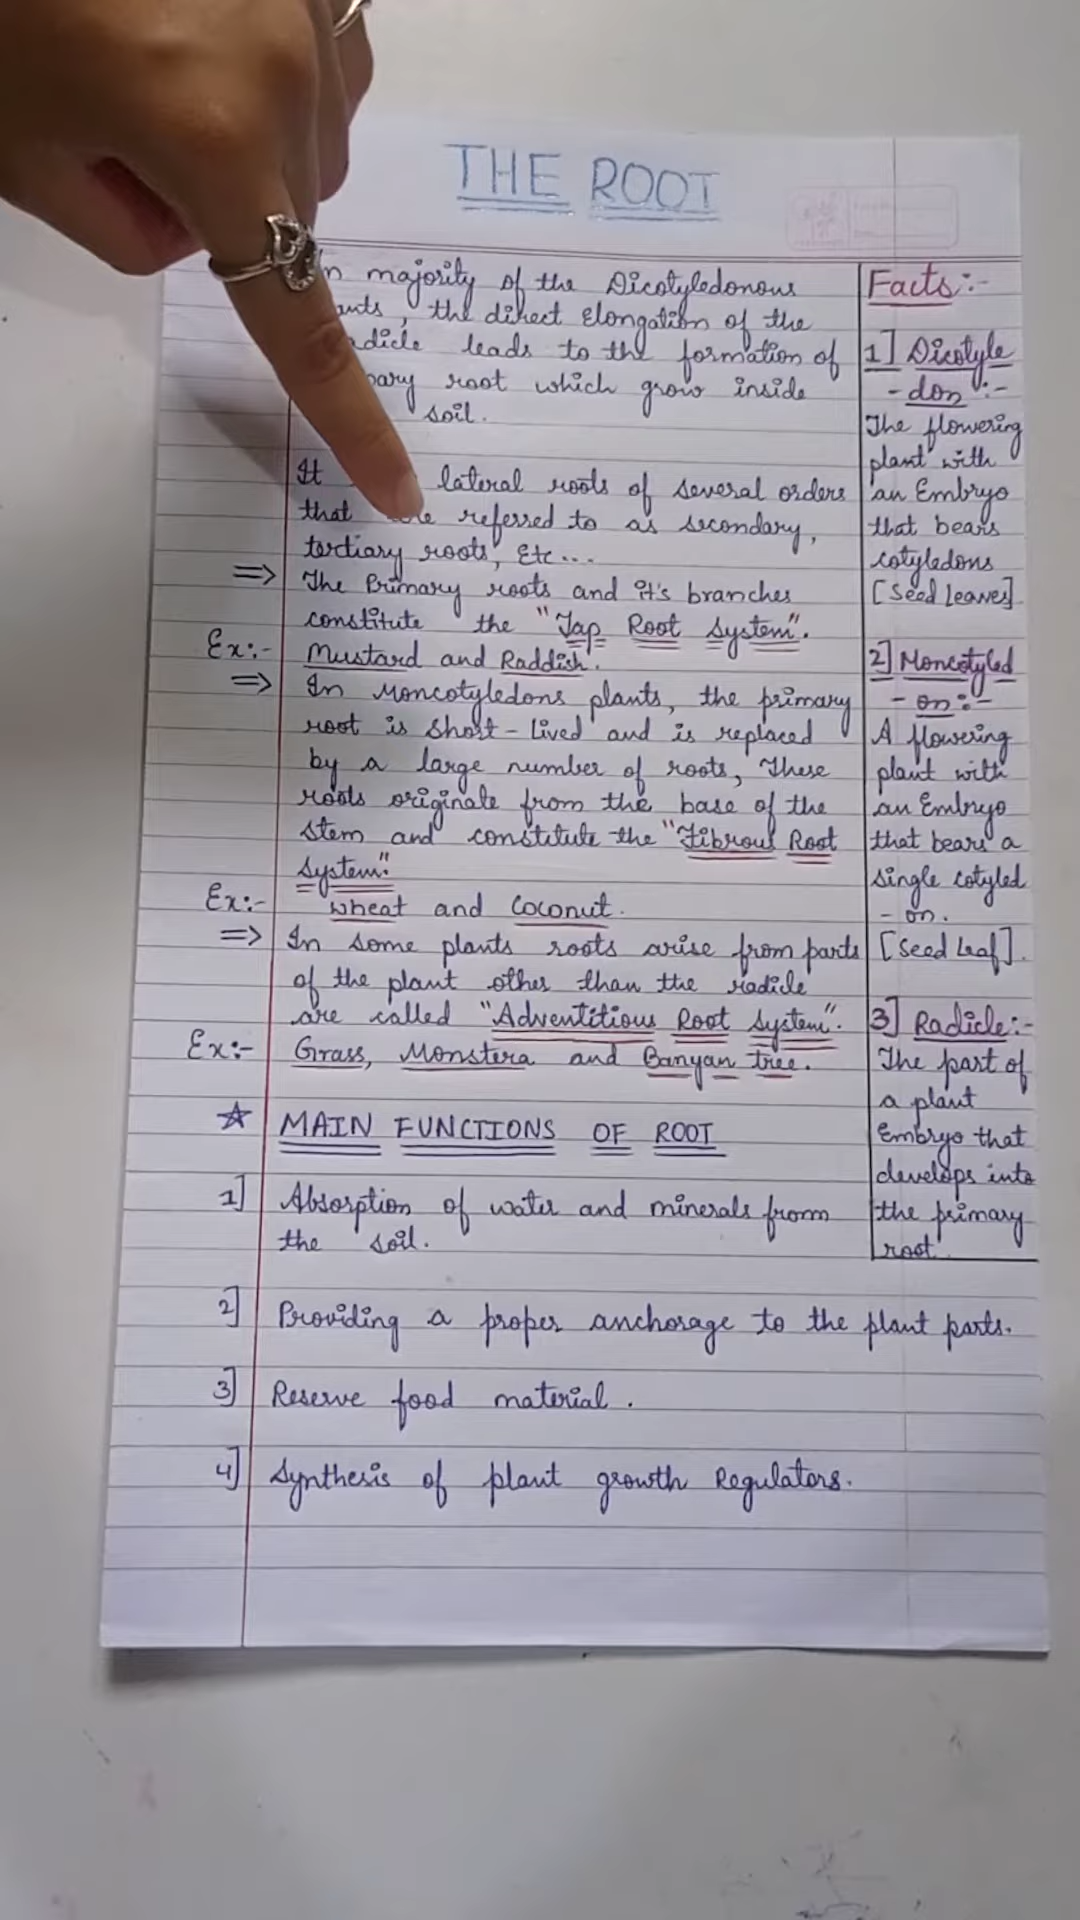 THE ROOT
In majority of the Dicotyledonous
the direct Elongation of the
leads to the formation of
root which grow inside
soil.
It lateral roots of several orders
that are referred to as secondary,
tertiary roots, Etc...
⇒ The Primary roots and it's branches
constitute the "Tap Root System".
Ex:- Mustard and Raddish.
⇒ In Moncotyledons plants, the primary
root is short-lived and is replaced
by a large number of roots, These
roots originate from the base of the
stem and constitute the "Fibrous Root
System"
Ex:- wheat and Coconut.
⇒ In some plants roots arise from parts
of the plant other than the radicle
are called "Adventitious Root System".
Ex:- Grass, Monstera and Banyan tree.
☆ MAIN FUNCTIONS OF ROOT
1] Absorption of water and minerals from
the soil.
2] Providing a proper anchorage to the plant parts.
3] Reserve food material.
4] Synthesis of plant growth Regulators.
Facts:-
1] Dicotyle
-don:-
The flowering
plant with
an Embryo
that bears
cotyledons
[Seed Leaves]
2] Moncotyled
-on:-
A flowering
plant with
an Embryo
that bears a
single cotyled
-on.
[Seed Leaf].
3] Radicle:-
The part of
a plant
Embryo that
develops into
the primary
root.